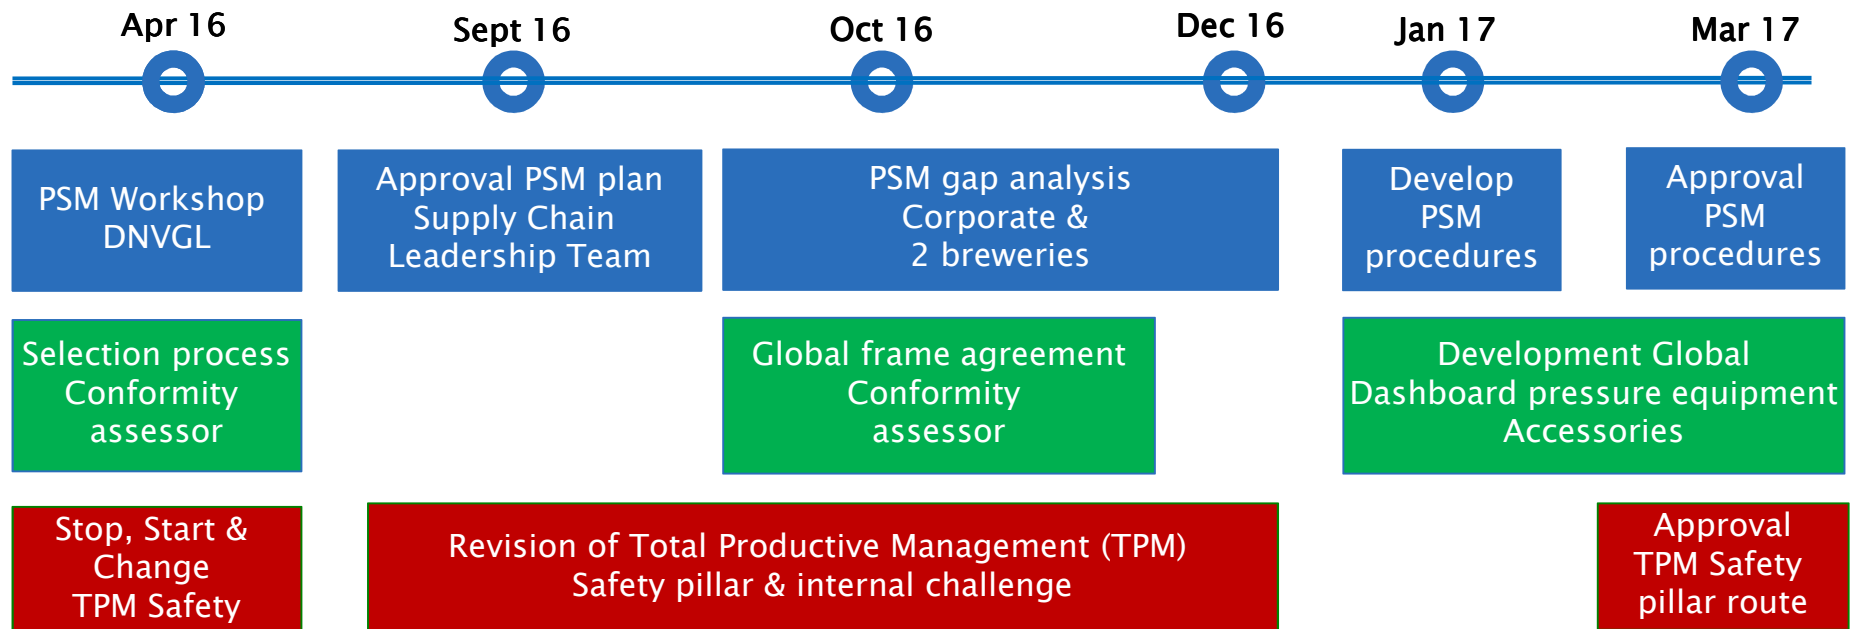 Apr 16
Sept 16
Oct 16
Dec 16
Jan 17
Mar 17
PSM Workshop
DNVGL
Approval PSM plan
Supply Chain
Leadership Team
PSM gap analysis
Corporate &
2 breweries
Develop
PSM
procedures
Approval
PSM
procedures
Selection process
Conformity
assessor
Global frame agreement
Conformity
assessor
Development Global
Dashboard pressure equipment
Accessories
Stop, Start &
Change
TPM Safety
Revision of Total Productive Management (TPM)
Safety pillar & internal challenge
Approval
TPM Safety
pillar route